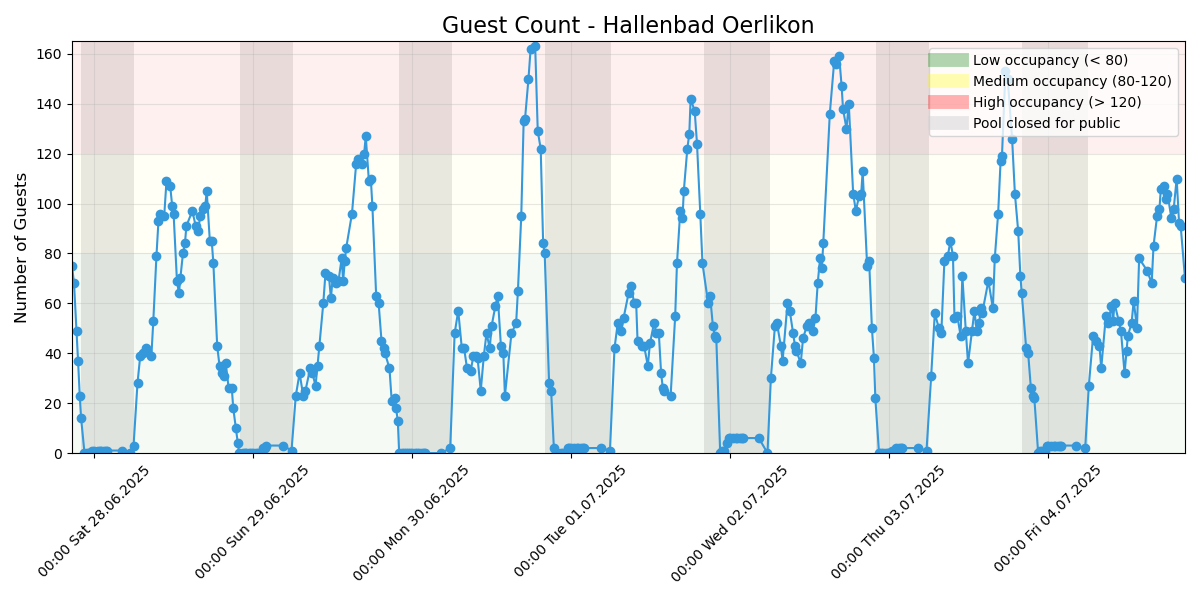 Guest Count - Hallenbad Oerlikon
Number of Guests
160
140
120
100
80
60
40
20
0
Low occupancy (< 80)
Medium occupancy (80-120)
High occupancy (> 120)
Pool closed for public
00:00 Sat 28.06.2025
00:00 Sun 29.06.2025
00:00 Mon 30.06.2025
00:00 Tue 01.07.2025
00:00 Wed 02.07.2025
00:00 Thu 03.07.2025
00:00 Fri 04.07.2025